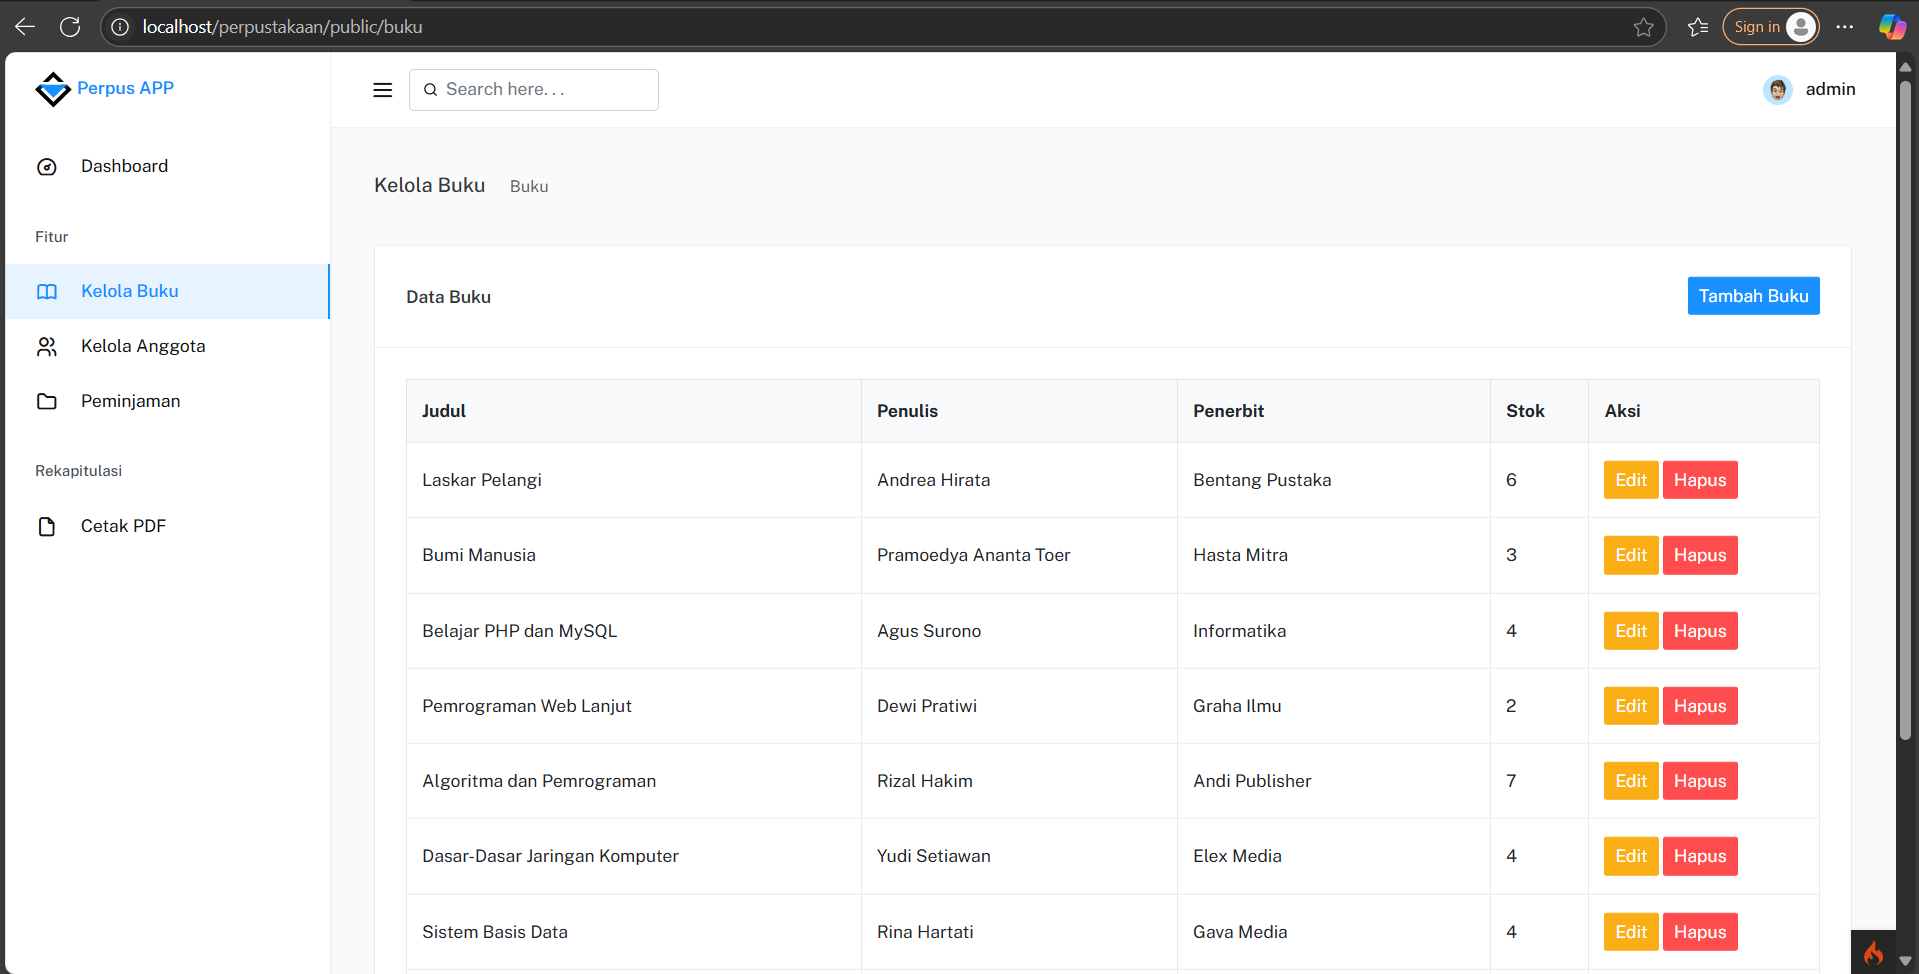 localhost/perpustakaan/public/buku
Sign in
Perpus APP
Search here. . .
admin
Dashboard
Fitur
Kelola Buku
Kelola Anggota
Peminjaman
Rekapitulasi
Cetak PDF
Kelola Buku Buku
Data Buku
Tambah Buku
Judul Penulis Penerbit Stok Aksi
Laskar Pelangi Andrea Hirata Bentang Pustaka 6 Edit Hapus
Bumi Manusia Pramoedya Ananta Toer Hasta Mitra 3 Edit Hapus
Belajar PHP dan MySQL Agus Surono Informatika 4 Edit Hapus
Pemrograman Web Lanjut Dewi Pratiwi Graha Ilmu 2 Edit Hapus
Algoritma dan Pemrograman Rizal Hakim Andi Publisher 7 Edit Hapus
Dasar-Dasar Jaringan Komputer Yudi Setiawan Elex Media 4 Edit Hapus
Sistem Basis Data Rina Hartati Gava Media 4 Edit Hapus